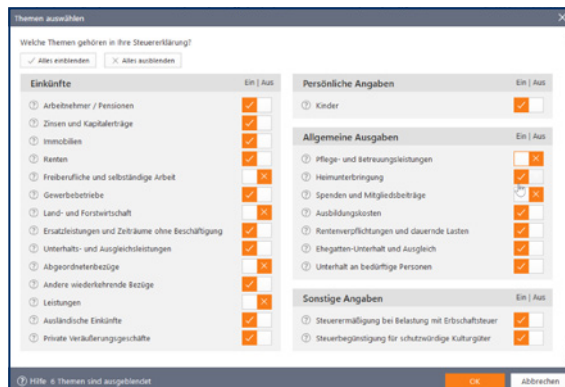 Themen auswählen
Welche Themen gehören in Ihre Steuererklärung?
Alles einblenden
Alles ausblenden
Einkünfte Ein | Aus
Arbeitnehmer / Pensionen
Zinsen und Kapitalerträge
Immobilien
Renten
Freiberufliche und selbständige Arbeit
Gewerbebetriebe
Land- und Forstwirtschaft
Ersatzleistungen und Zeiträume ohne Beschäftigung
Unterhalts- und Ausgleichsleistungen
Abgeordnetenbezüge
Andere wiederkehrende Bezüge
Leistungen
Ausländische Einkünfte
Private Veräußerungsgeschäfte
Persönliche Angaben Ein | Aus
Kinder
Allgemeine Ausgaben Ein | Aus
Pflege- und Betreuungsleistungen
Heimunterbringung
Spenden und Mitgliedsbeiträge
Ausbildungskosten
Rentenverpflichtungen und dauernde Lasten
Ehegatten-Unterhalt und Ausgleich
Unterhalt an bedürftige Personen
Sonstige Angaben Ein | Aus
Steuerermäßigung bei Belastung mit Erbschaftsteuer
Steuerbegünstigung für schutzwürdige Kulturgüter
Hilfe 6 Themen sind ausgeblendet
OK
Abbrechen